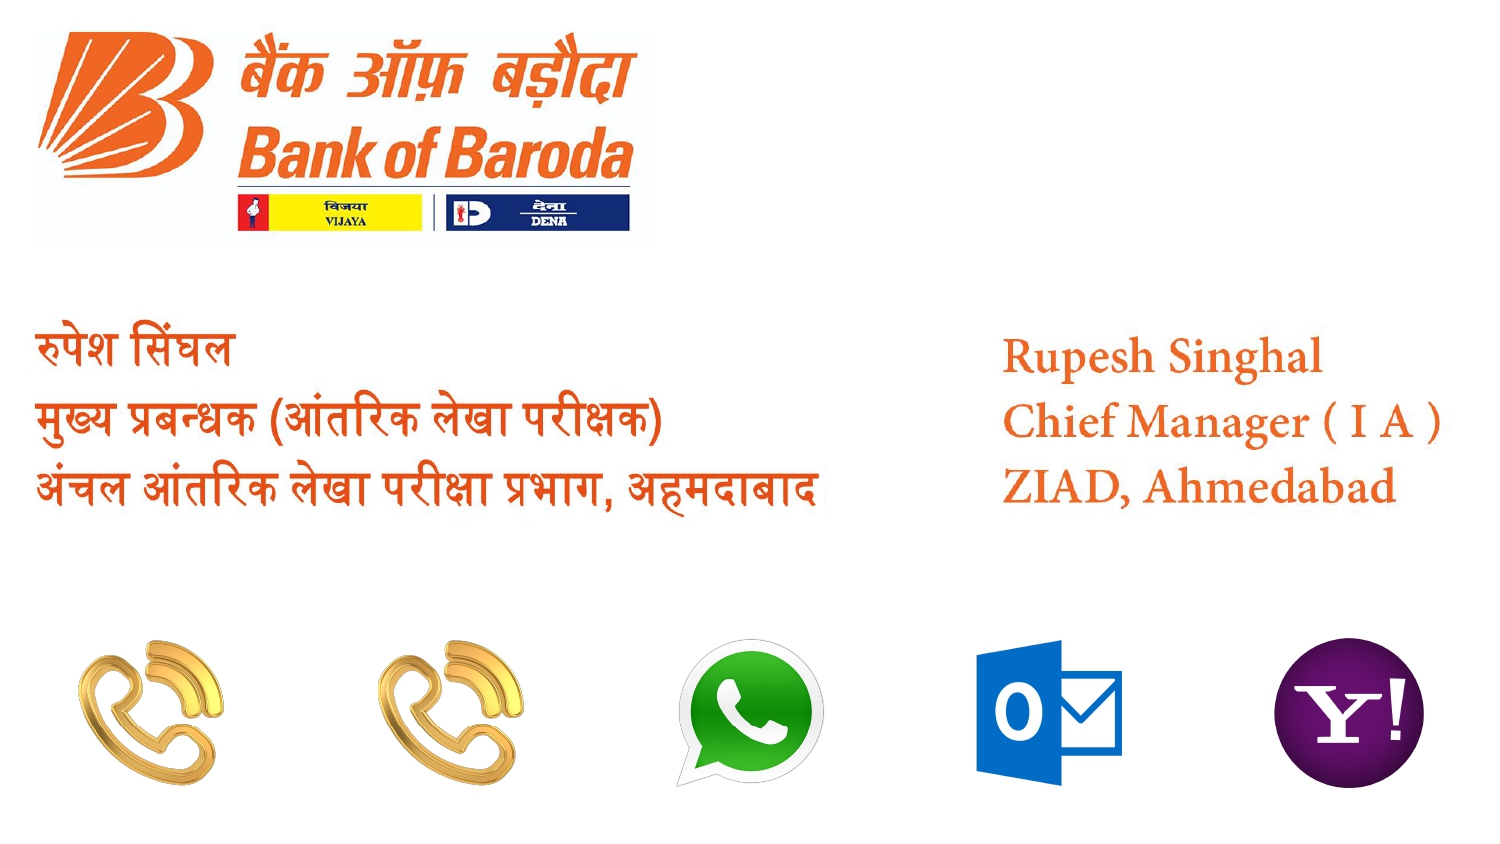 बैंक ऑफ़ बड़ौदा
Bank of Baroda
विजया
VIJAYA
देना
DENA
रुपेश सिंघल
मुख्य प्रबन्धक (आंतरिक लेखा परीक्षक)
अंचल आंतरिक लेखा परीक्षा प्रभाग, अहमदाबाद
Rupesh Singhal
Chief Manager ( I A )
ZIAD, Ahmedabad
O
Y!